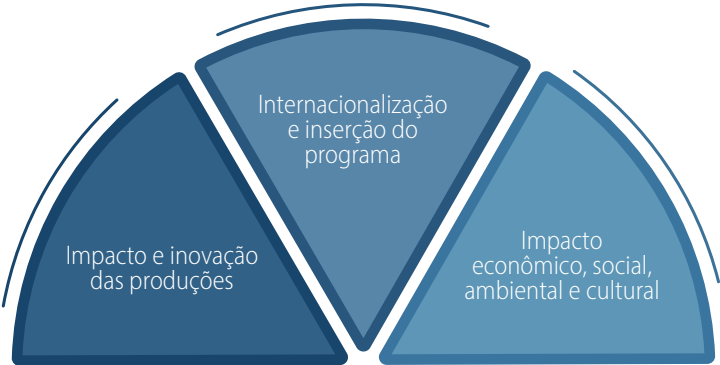 Impacto e inovação
das produções
Internacionalização
e inserção do
programa
Impacto
econômico, social,
ambiental e cultural